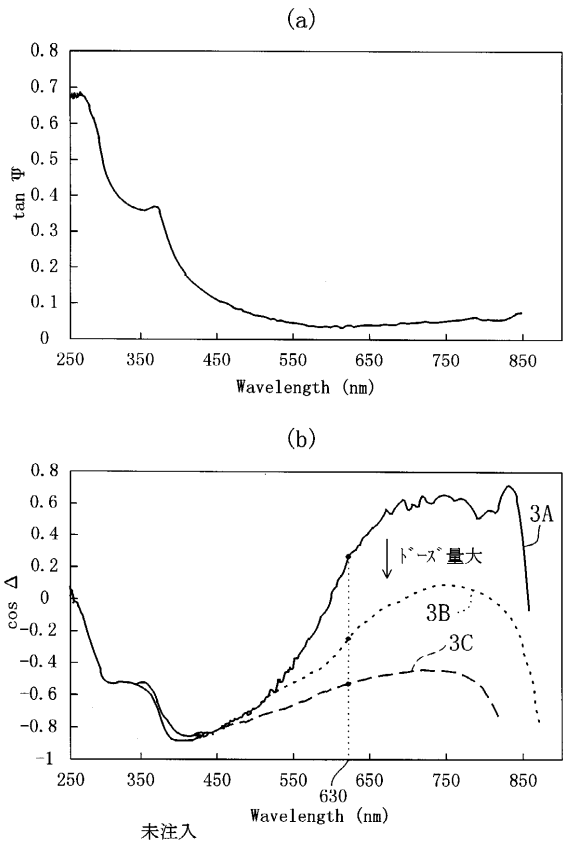 (a)
0.8
0.7
0.6
0.5
0.4
0.3
0.2
0.1
0
tan Ψ
250 350 450 550 650 750 850
Wavelength (nm)
(b)
0.8
0.6
0.4
0.2
0
-0.2
-0.4
-0.6
-0.8
-1
cos Δ
3A
ﾄﾞｰｽﾞ量大
3B
3C
250 350 450 550 650 750 850
630
Wavelength (nm)
未注入